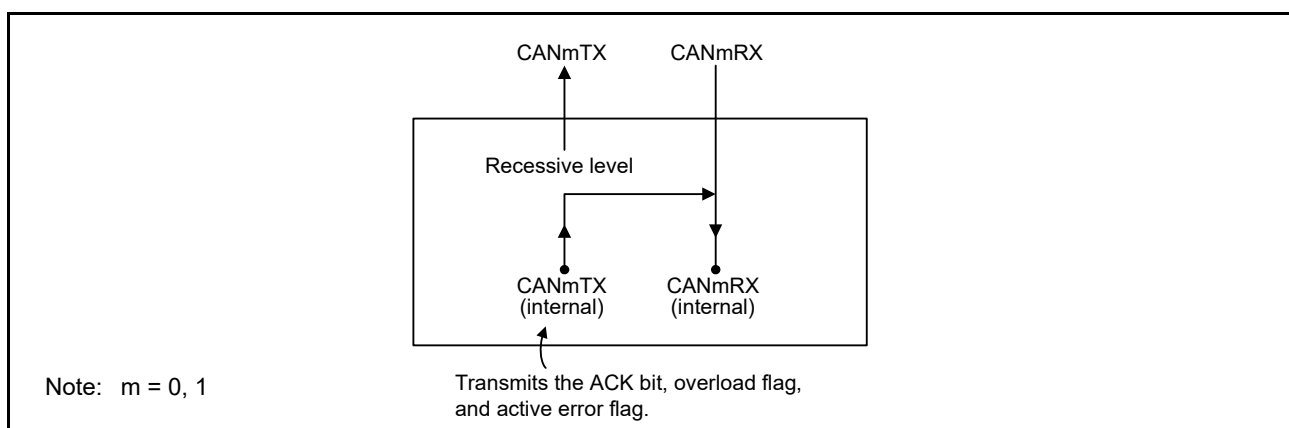 CANmTX CANmRX
Recessive level
CANmTX CANmRX
(internal) (internal)
Note: m = 0, 1
Transmits the ACK bit, overload flag,
and active error flag.